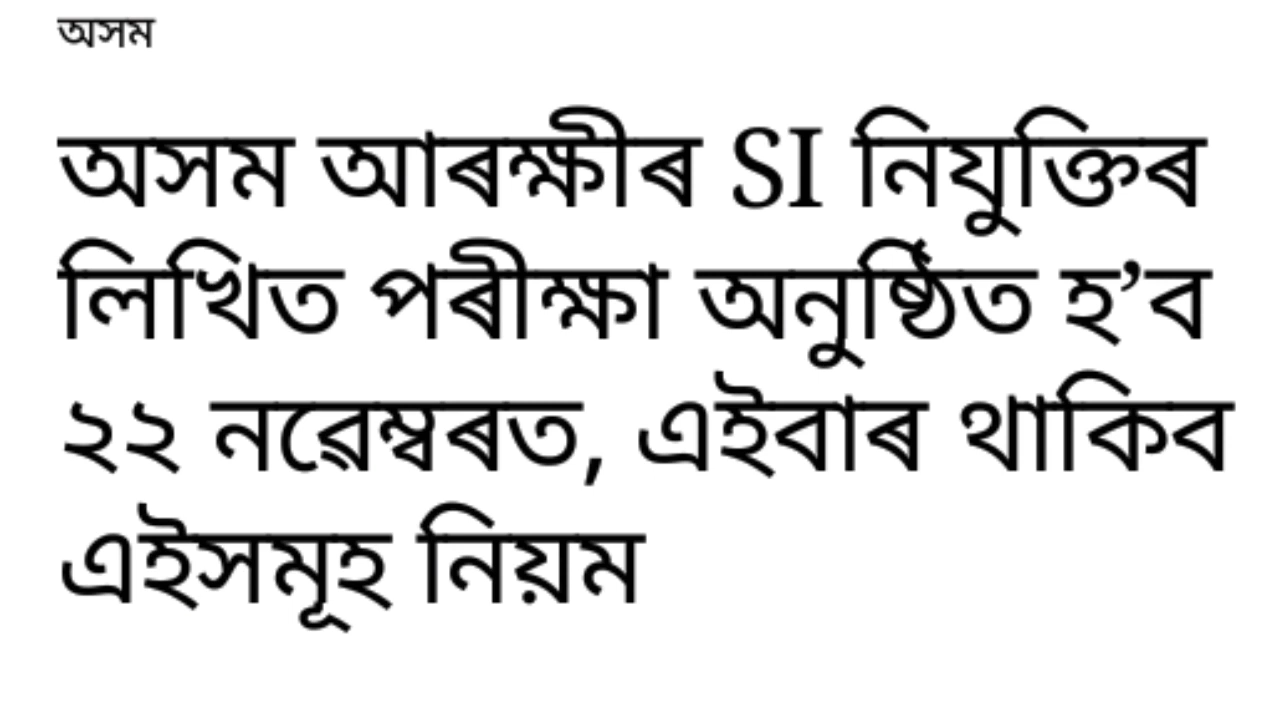 অসম
অসম আৰক্ষীৰ SI নিযুক্তিৰ
লিখিত পৰীক্ষা অনুষ্ঠিত হ’ব
২২ নৱেম্বৰত, এইবাৰ থাকিব
এইসমূহ নিয়ম